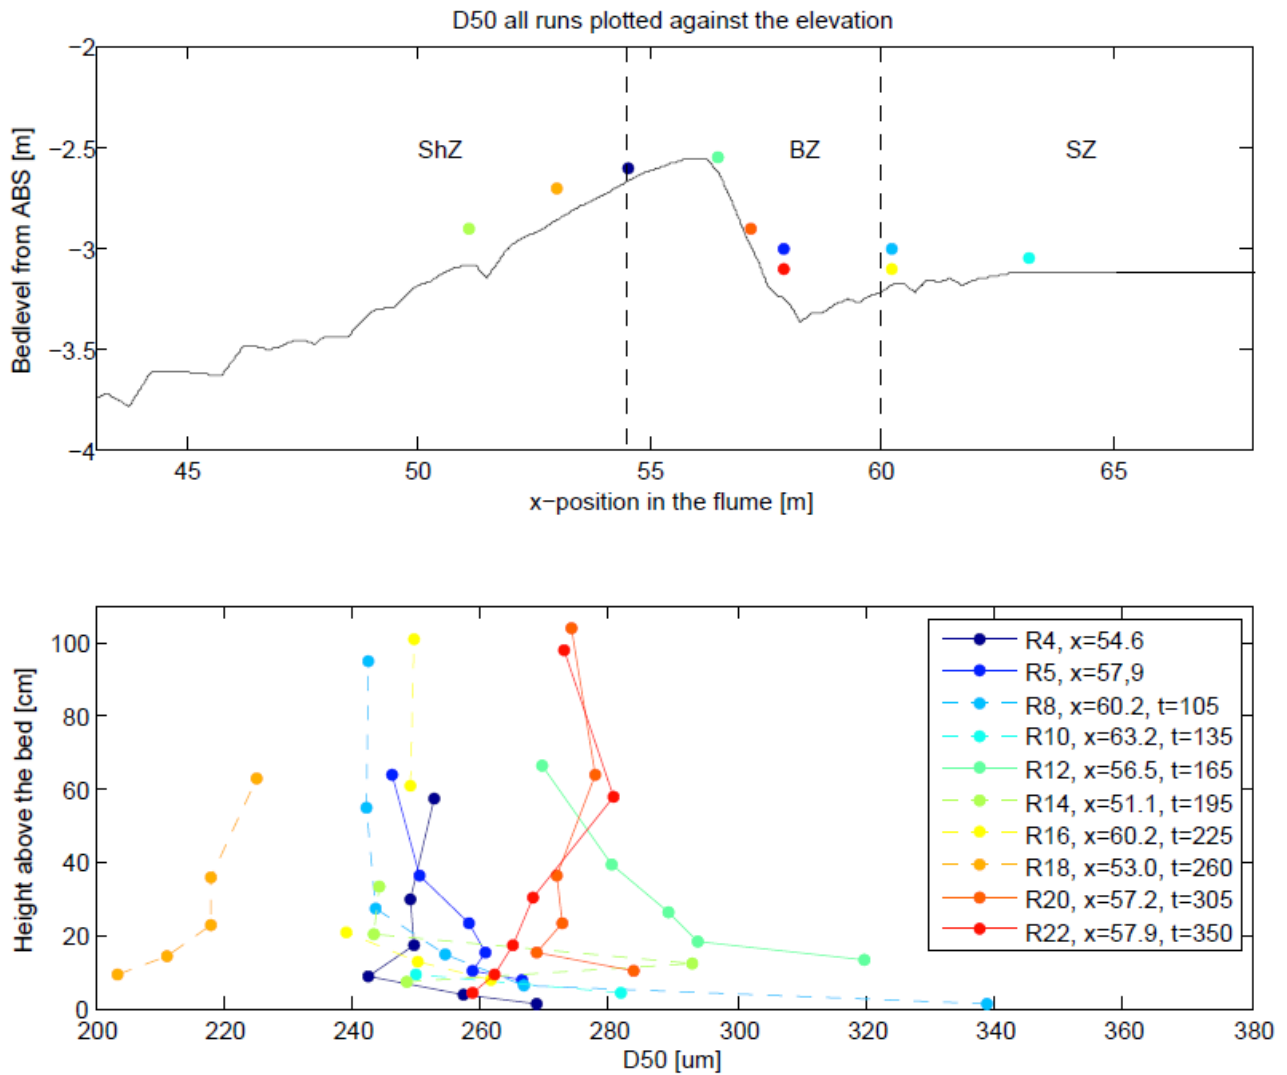 D50 all runs plotted against the elevation
Bedlevel from ABS [m]
−2
−2.5
−3
−3.5
−4
ShZ
BZ
SZ
45
50
55
60
65
x−position in the flume [m]
Height above the bed [cm]
100
80
60
40
20
0
R4, x=54.6
R5, x=57,9
R8, x=60.2, t=105
R10, x=63.2, t=135
R12, x=56.5, t=165
R14, x=51.1, t=195
R16, x=60.2, t=225
R18, x=53.0, t=260
R20, x=57.2, t=305
R22, x=57.9, t=350
200
220
240
260
280
300
320
340
360
380
D50 [um]